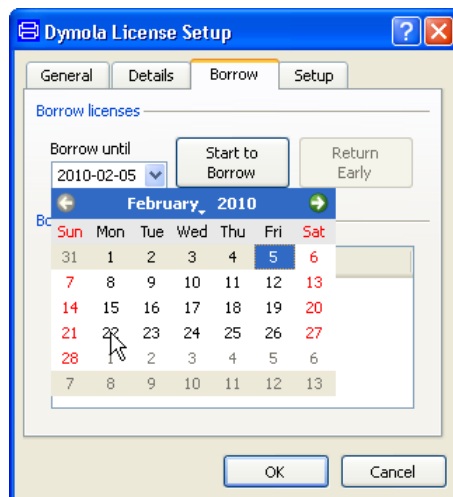 Dymola License Setup
General Details Borrow Setup
Borrow licenses
Borrow until
2010-02-05
Start to
Borrow
Return
Early
February 2010
Bo
Sun Mon Tue Wed Thu Fri Sat
31 1 2 3 4 5 6
7 8 9 10 11 12 13
14 15 16 17 18 19 20
21 22 23 24 25 26 27
28 1 2 3 4 5 6
7 8 9 10 11 12 13
OK Cancel